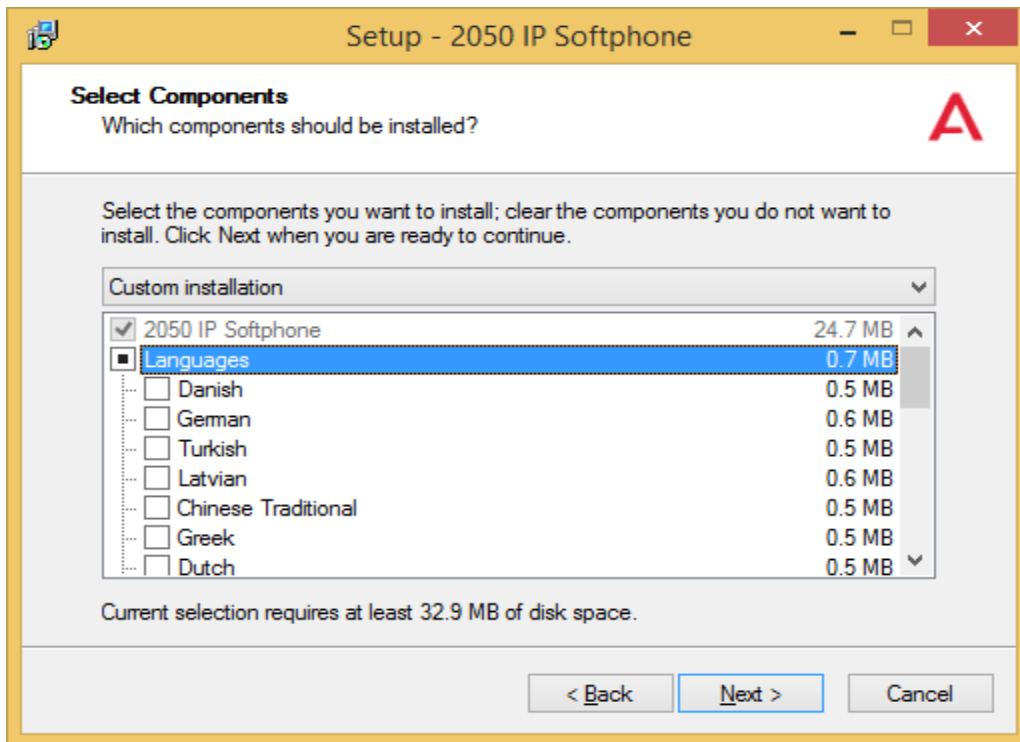 Setup - 2050 IP Softphone
Select Components
Which components should be installed?
Select the components you want to install; clear the components you do not want to
install. Click Next when you are ready to continue.
Custom installation
2050 IP Softphone 24.7 MB
Languages 0.7 MB
Danish 0.5 MB
German 0.6 MB
Turkish 0.5 MB
Latvian 0.6 MB
Chinese Traditional 0.5 MB
Greek 0.5 MB
Dutch 0.5 MB
Current selection requires at least 32.9 MB of disk space.
< Back Next > Cancel